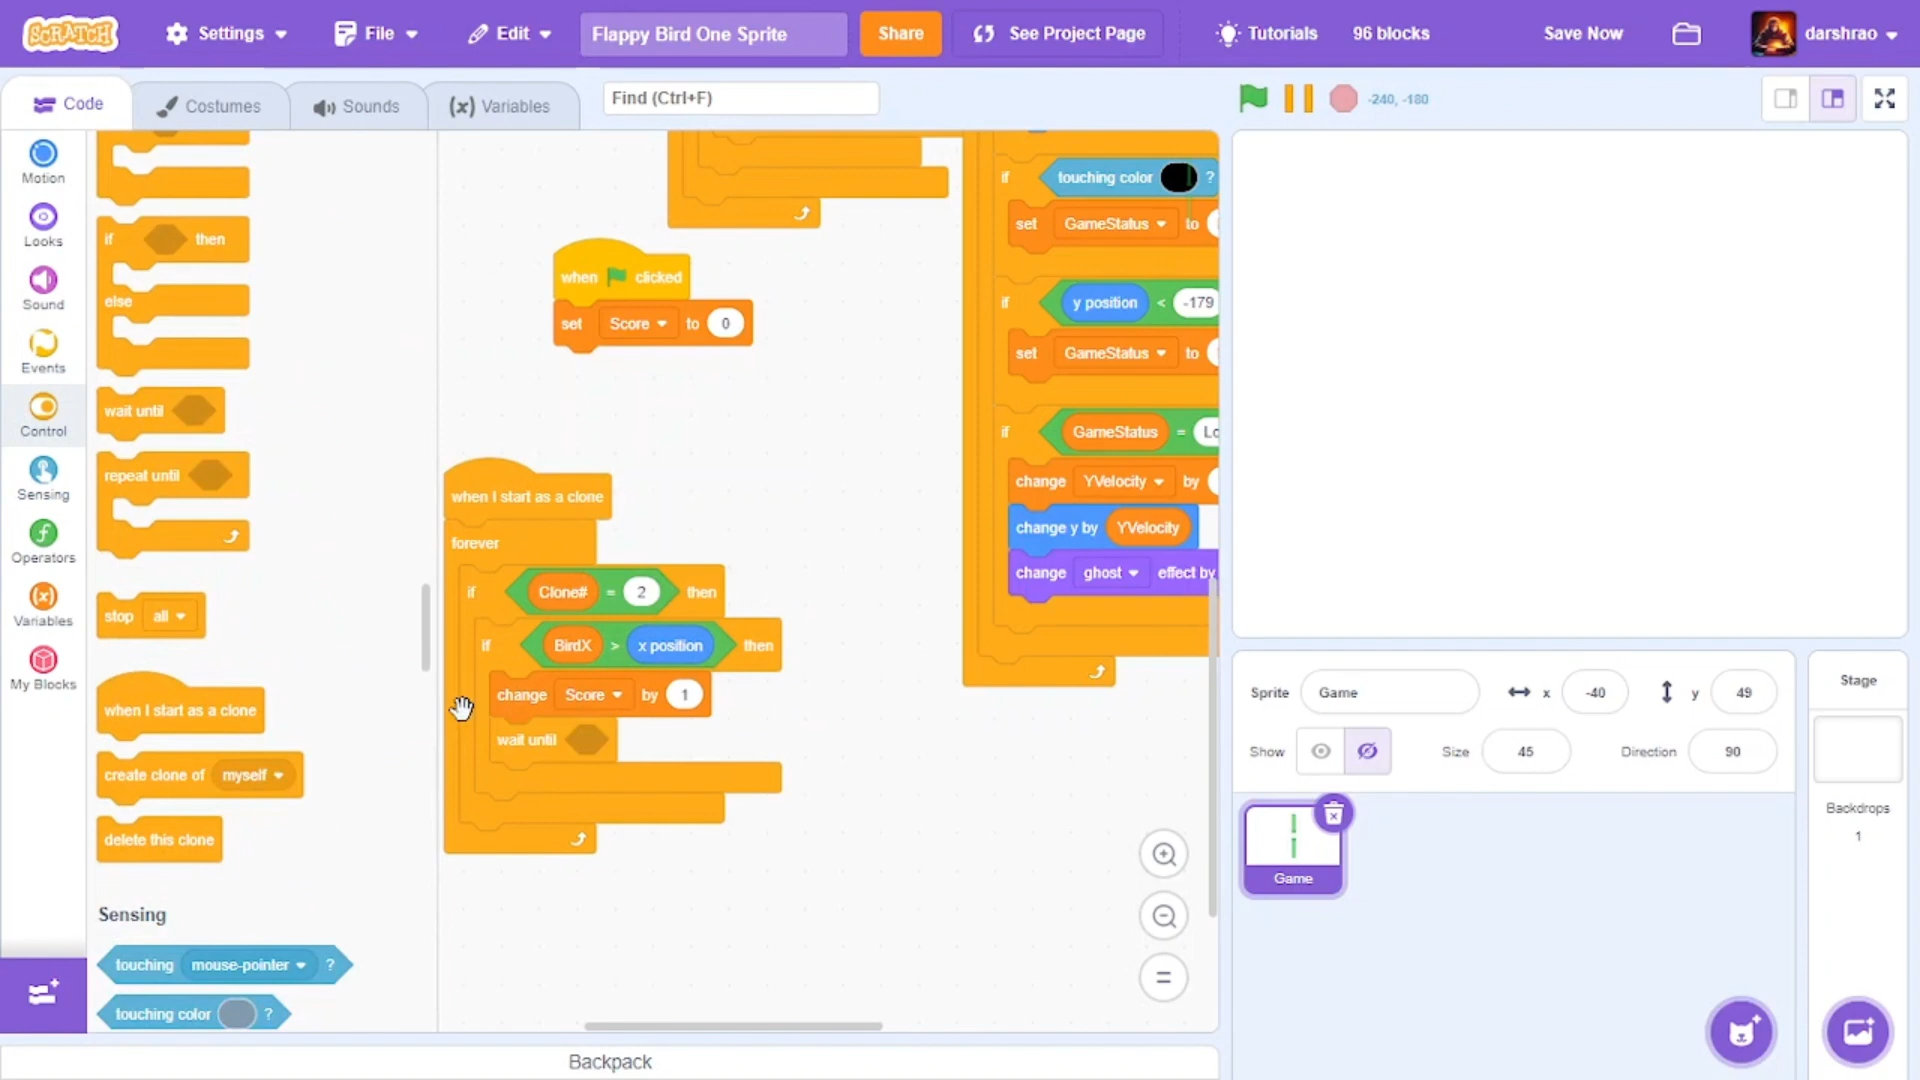 SCRATCH
Settings
File
Edit
Flappy Bird One Sprite
Share
See Project Page
Tutorials
96 blocks
Save Now
darshrao
Code
Costumes
Sounds
(x) Variables
Find (Ctrl+F)
-240, -180
Motion
Looks
Sound
Events
Control
Sensing
Operators
Variables
My Blocks
if then
else
wait until
repeat until
stop all
when I start as a clone
create clone of myself
delete this clone
Sensing
touching mouse-pointer ?
touching color ?
when clicked
set Score to 0
when I start as a clone
forever
if Clone# = 2 then
if BirdX > x position then
change Score by 1
wait until
if touching color ?
set GameStatus to
if y position < -179
set GameStatus to
if GameStatus =
change YVelocity by
change y by YVelocity
change ghost effect by
Sprite Game x -40 y 49
Show Size 45 Direction 90
Game
Stage
Backdrops
1
Backpack